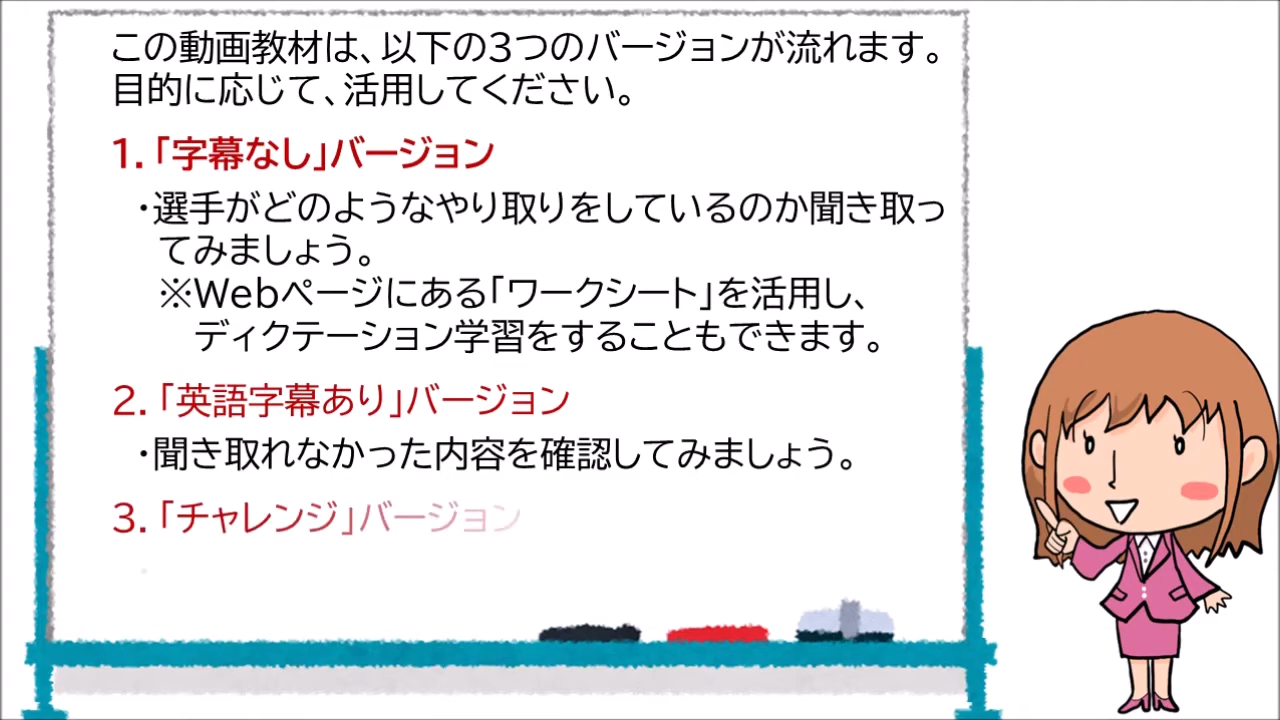 この動画教材は、以下の3つのバージョンが流れます。
目的に応じて、活用してください。
1.「字幕なし」バージョン
・選手がどのようなやり取りをしているのか聞き取っ
てみましょう。
※Webページにある「ワークシート」を活用し、
ディクテーション学習をすることもできます。
2.「英語字幕あり」バージョン
・聞き取れなかった内容を確認してみましょう。
3.「チャレンジ」バージョン